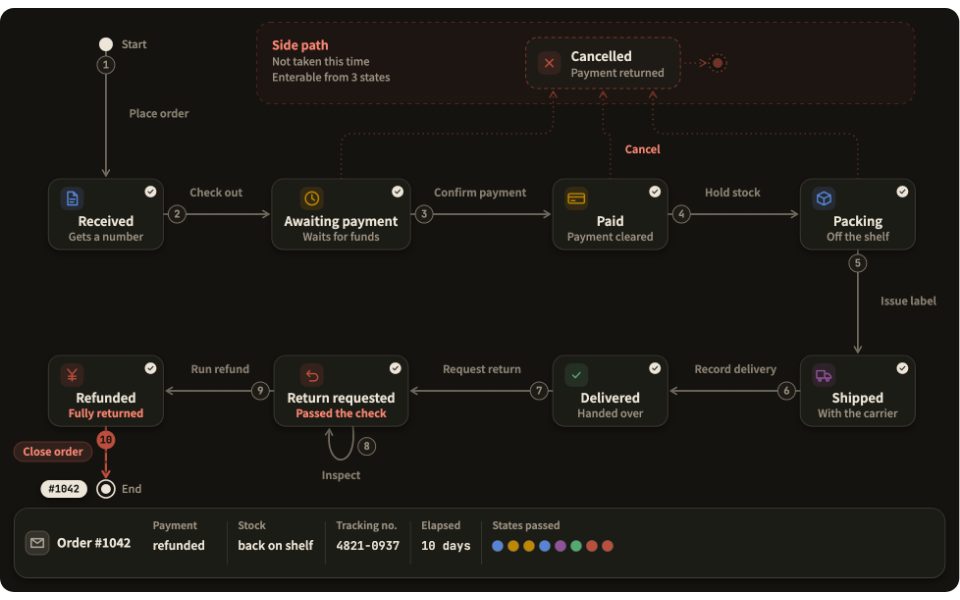 Start
1
Place order
Side path
Not taken this time
Enterable from 3 states
Cancelled
Payment returned
Cancel
Received
Gets a number
2
Check out
Awaiting payment
Waits for funds
3
Confirm payment
Paid
Payment cleared
4
Hold stock
Packing
Off the shelf
5
Issue label
Shipped
With the carrier
6
Record delivery
Delivered
Handed over
7
Request return
Return requested
Passed the check
8
Inspect
9
Run refund
¥
Refunded
Fully returned
10
Close order
#1042
End
Order #1042
Payment
refunded
Stock
back on shelf
Tracking no.
4821-0937
Elapsed
10 days
States passed